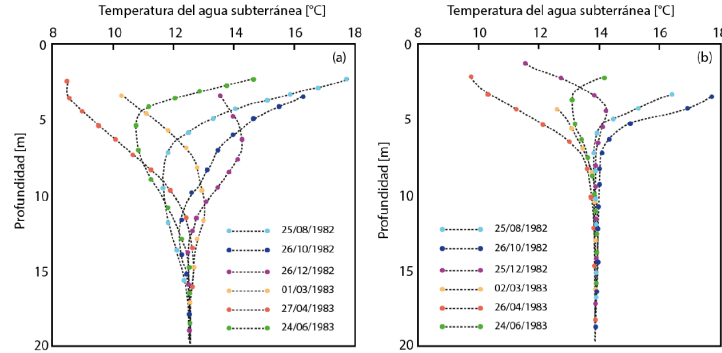 Temperatura del agua subterránea [°C]
8 10 12 14 16 18
(a)
Profundidad [m]
0
5
10
15
20
25/08/1982
26/10/1982
26/12/1982
01/03/1983
27/04/1983
24/06/1983
Temperatura del agua subterránea [°C]
8 10 12 14 16 18
(b)
Profundidad [m]
0
5
10
15
20
25/08/1982
26/10/1982
25/12/1982
02/03/1983
26/04/1983
24/06/1983